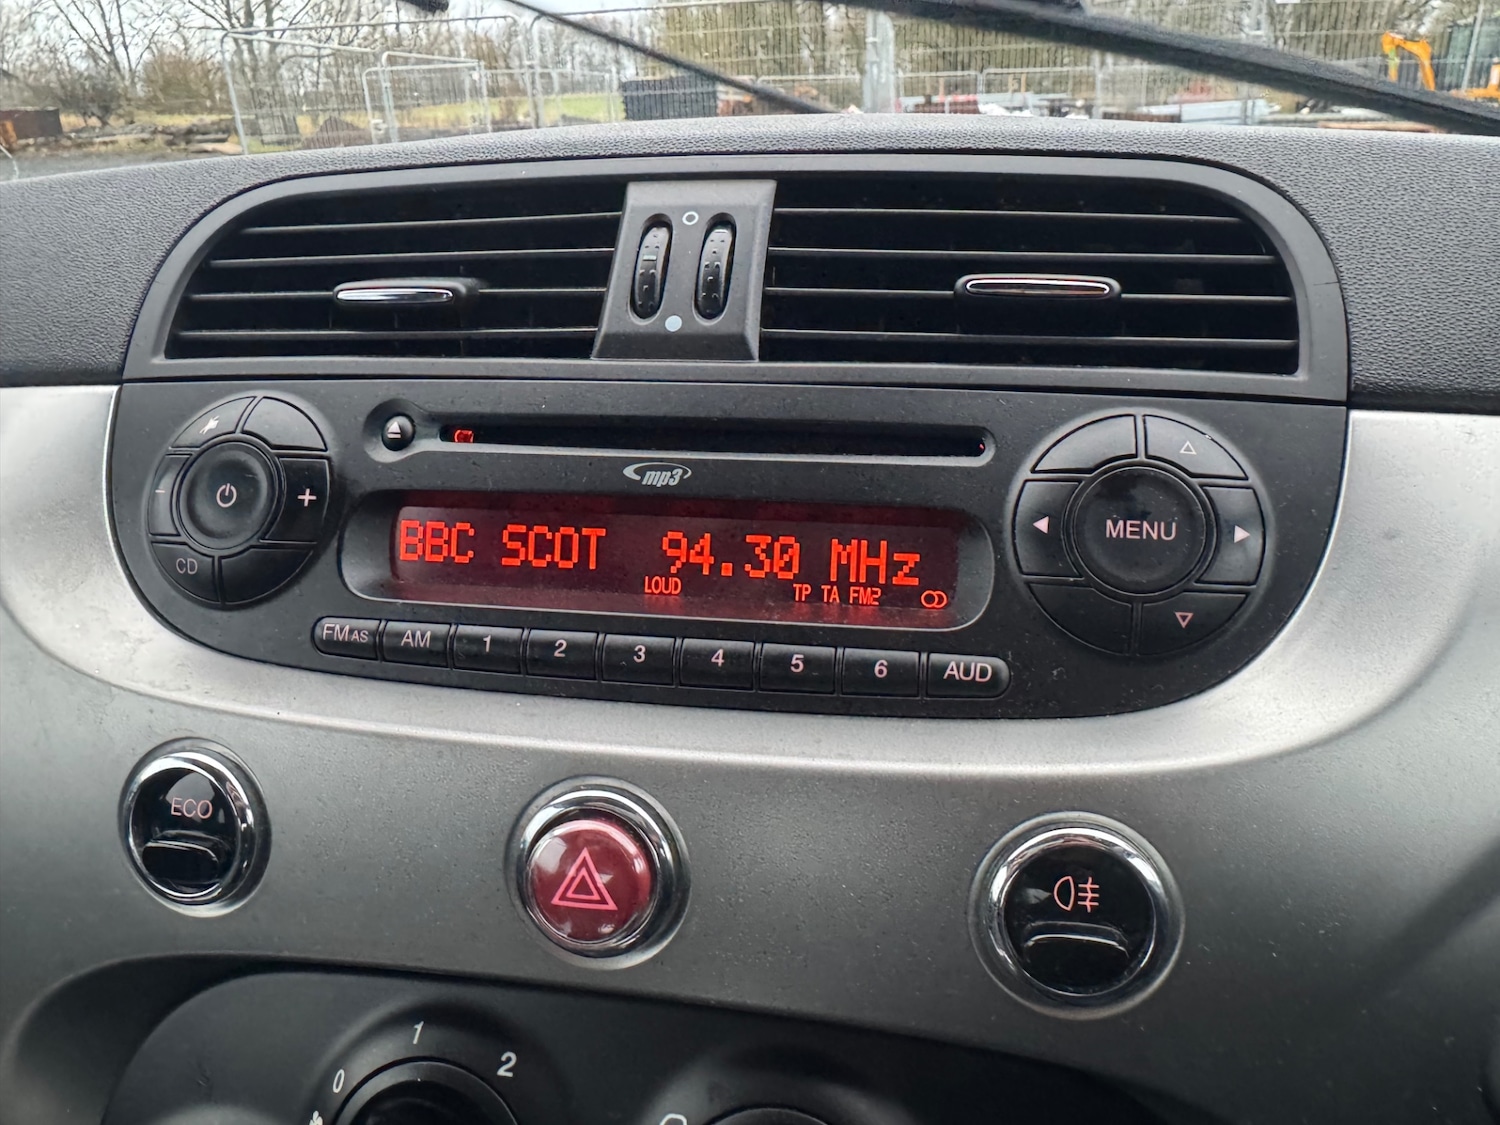 mp3
CD
BBC SCOT 94.30 MHz
LOUD TP TA FM2
MENU
FM AS AM 1 2 3 4 5 6 AUD
ECO
0 1 2